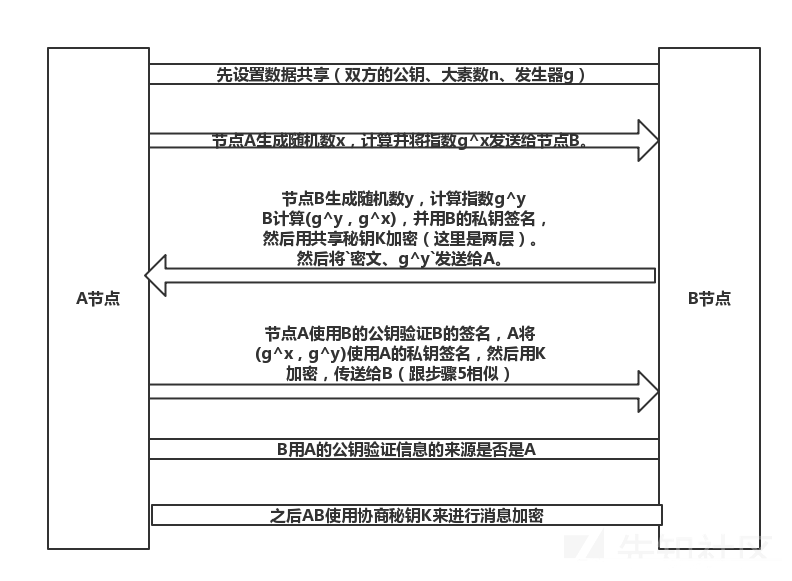 先设置数据共享（双方的公钥、大素数n、发生器g）
节点A生成随机数x，计算并将指数g^x发送给节点B。
节点B生成随机数y，计算指数g^y
B计算(g^y，g^x)，并用B的私钥签名，
然后用共享秘钥K加密（这里是两层）。
然后将`密文、g^y`发送给A。
A节点
B节点
节点A使用B的公钥验证B的签名，A将
(g^x，g^y)使用A的私钥签名，然后用K
加密，传送给B（跟步骤5相似）
B用A的公钥验证信息的来源是否是A
之后AB使用协商秘钥K来进行消息加密
先知社区